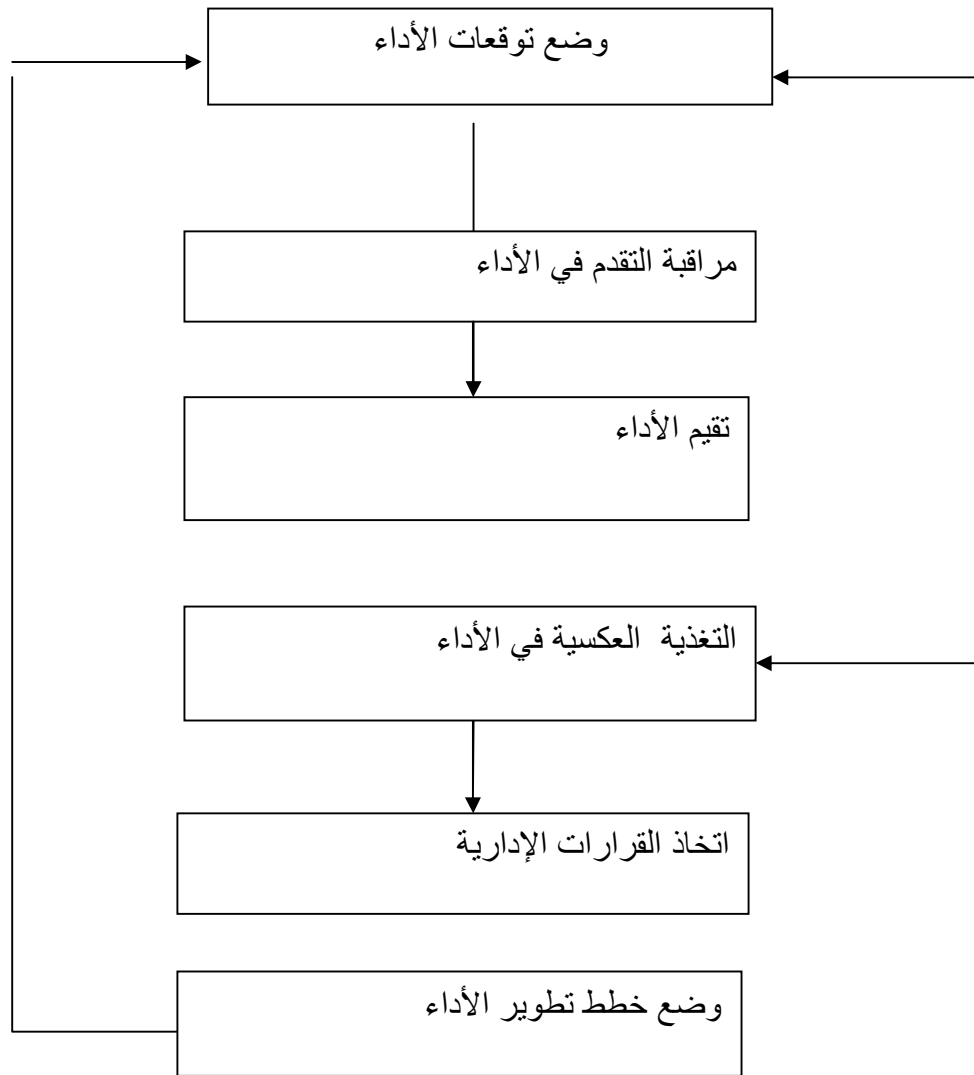 وضع توقعات الأداء
مراقبة التقدم في الأداء
تقيم الأداء
التغذية العكسية في الأداء
اتخاذ القرارات الإدارية
وضع خطط تطوير الأداء